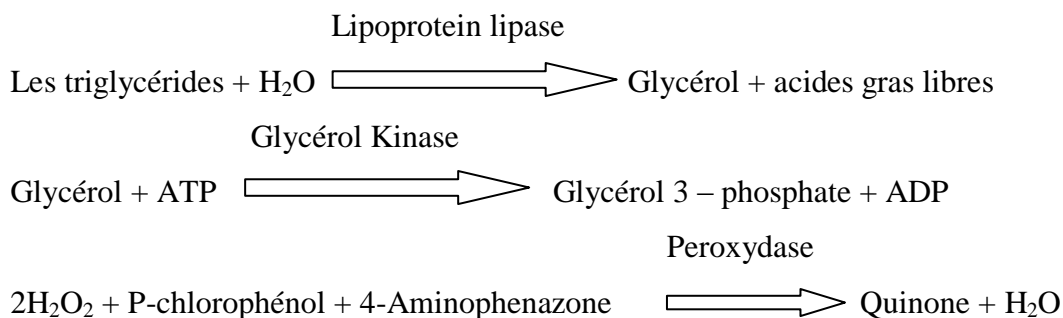 Lipoprotein lipase
Les triglycérides + H₂O Glycérol + acides gras libres
Glycérol Kinase
Glycérol + ATP Glycérol 3 – phosphate + ADP
Peroxydase
2H₂O₂ + P-chlorophénol + 4-Aminophenazone Quinone + H₂O